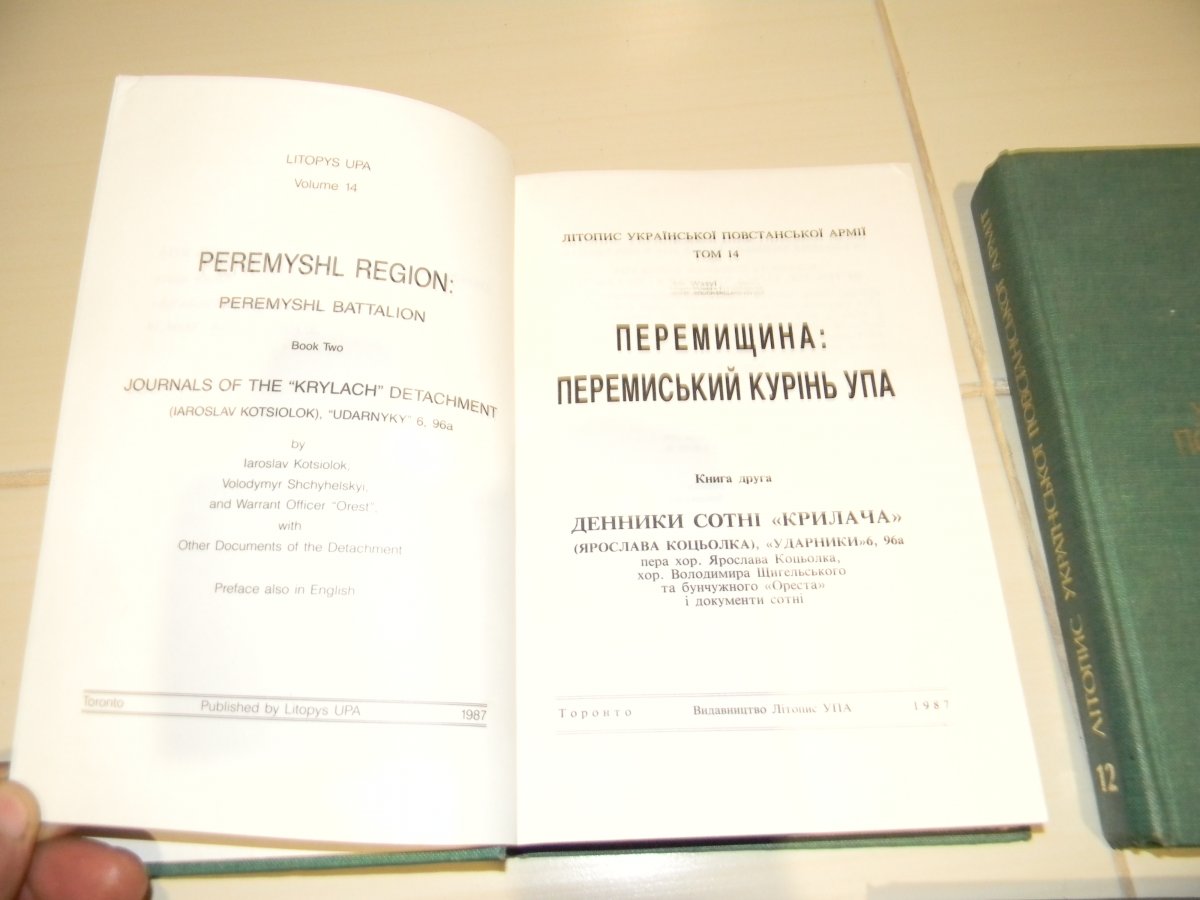 LITOPYS UPA
Volume 14
PEREMYSHL REGION:
PEREMYSHL BATTALION
Book Two
JOURNALS OF THE "KRYLACH" DETACHMENT
(IAROSLAV KOTSIOLOK), "UDARNYKY" 6, 96a
by
Iaroslav Kotsiolok,
Volodymyr Shchyhelskyi,
and Warrant Officer "Orest",
with
Other Documents of the Detachment
Preface also in English
Toronto Published by Litopys UPA 1987
ЛІТОПИС УКРАЇНСЬКОЇ ПОВСТАНСЬКОЇ АРМІЇ
ТОМ 14
ПЕРЕМИЩИНА:
ПЕРЕМИСЬКИЙ КУРІНЬ УПА
Книга друга
ДЕННИКИ СОТНІ «КРИЛАЧА»
(ЯРОСЛАВА КОЦЬОЛКА), «УДАРНИКИ»6, 96а
пера хор. Ярослава Коцьолка,
хор. Володимира Щигельського
та бунчужного «Ореста»
і документи сотні
Торонто Видавництво Літопис УПА 1987
12 ЛІТОПИС УКРАЇНСЬКОЇ ПОВСТАНСЬКОЇ АРМІЇ